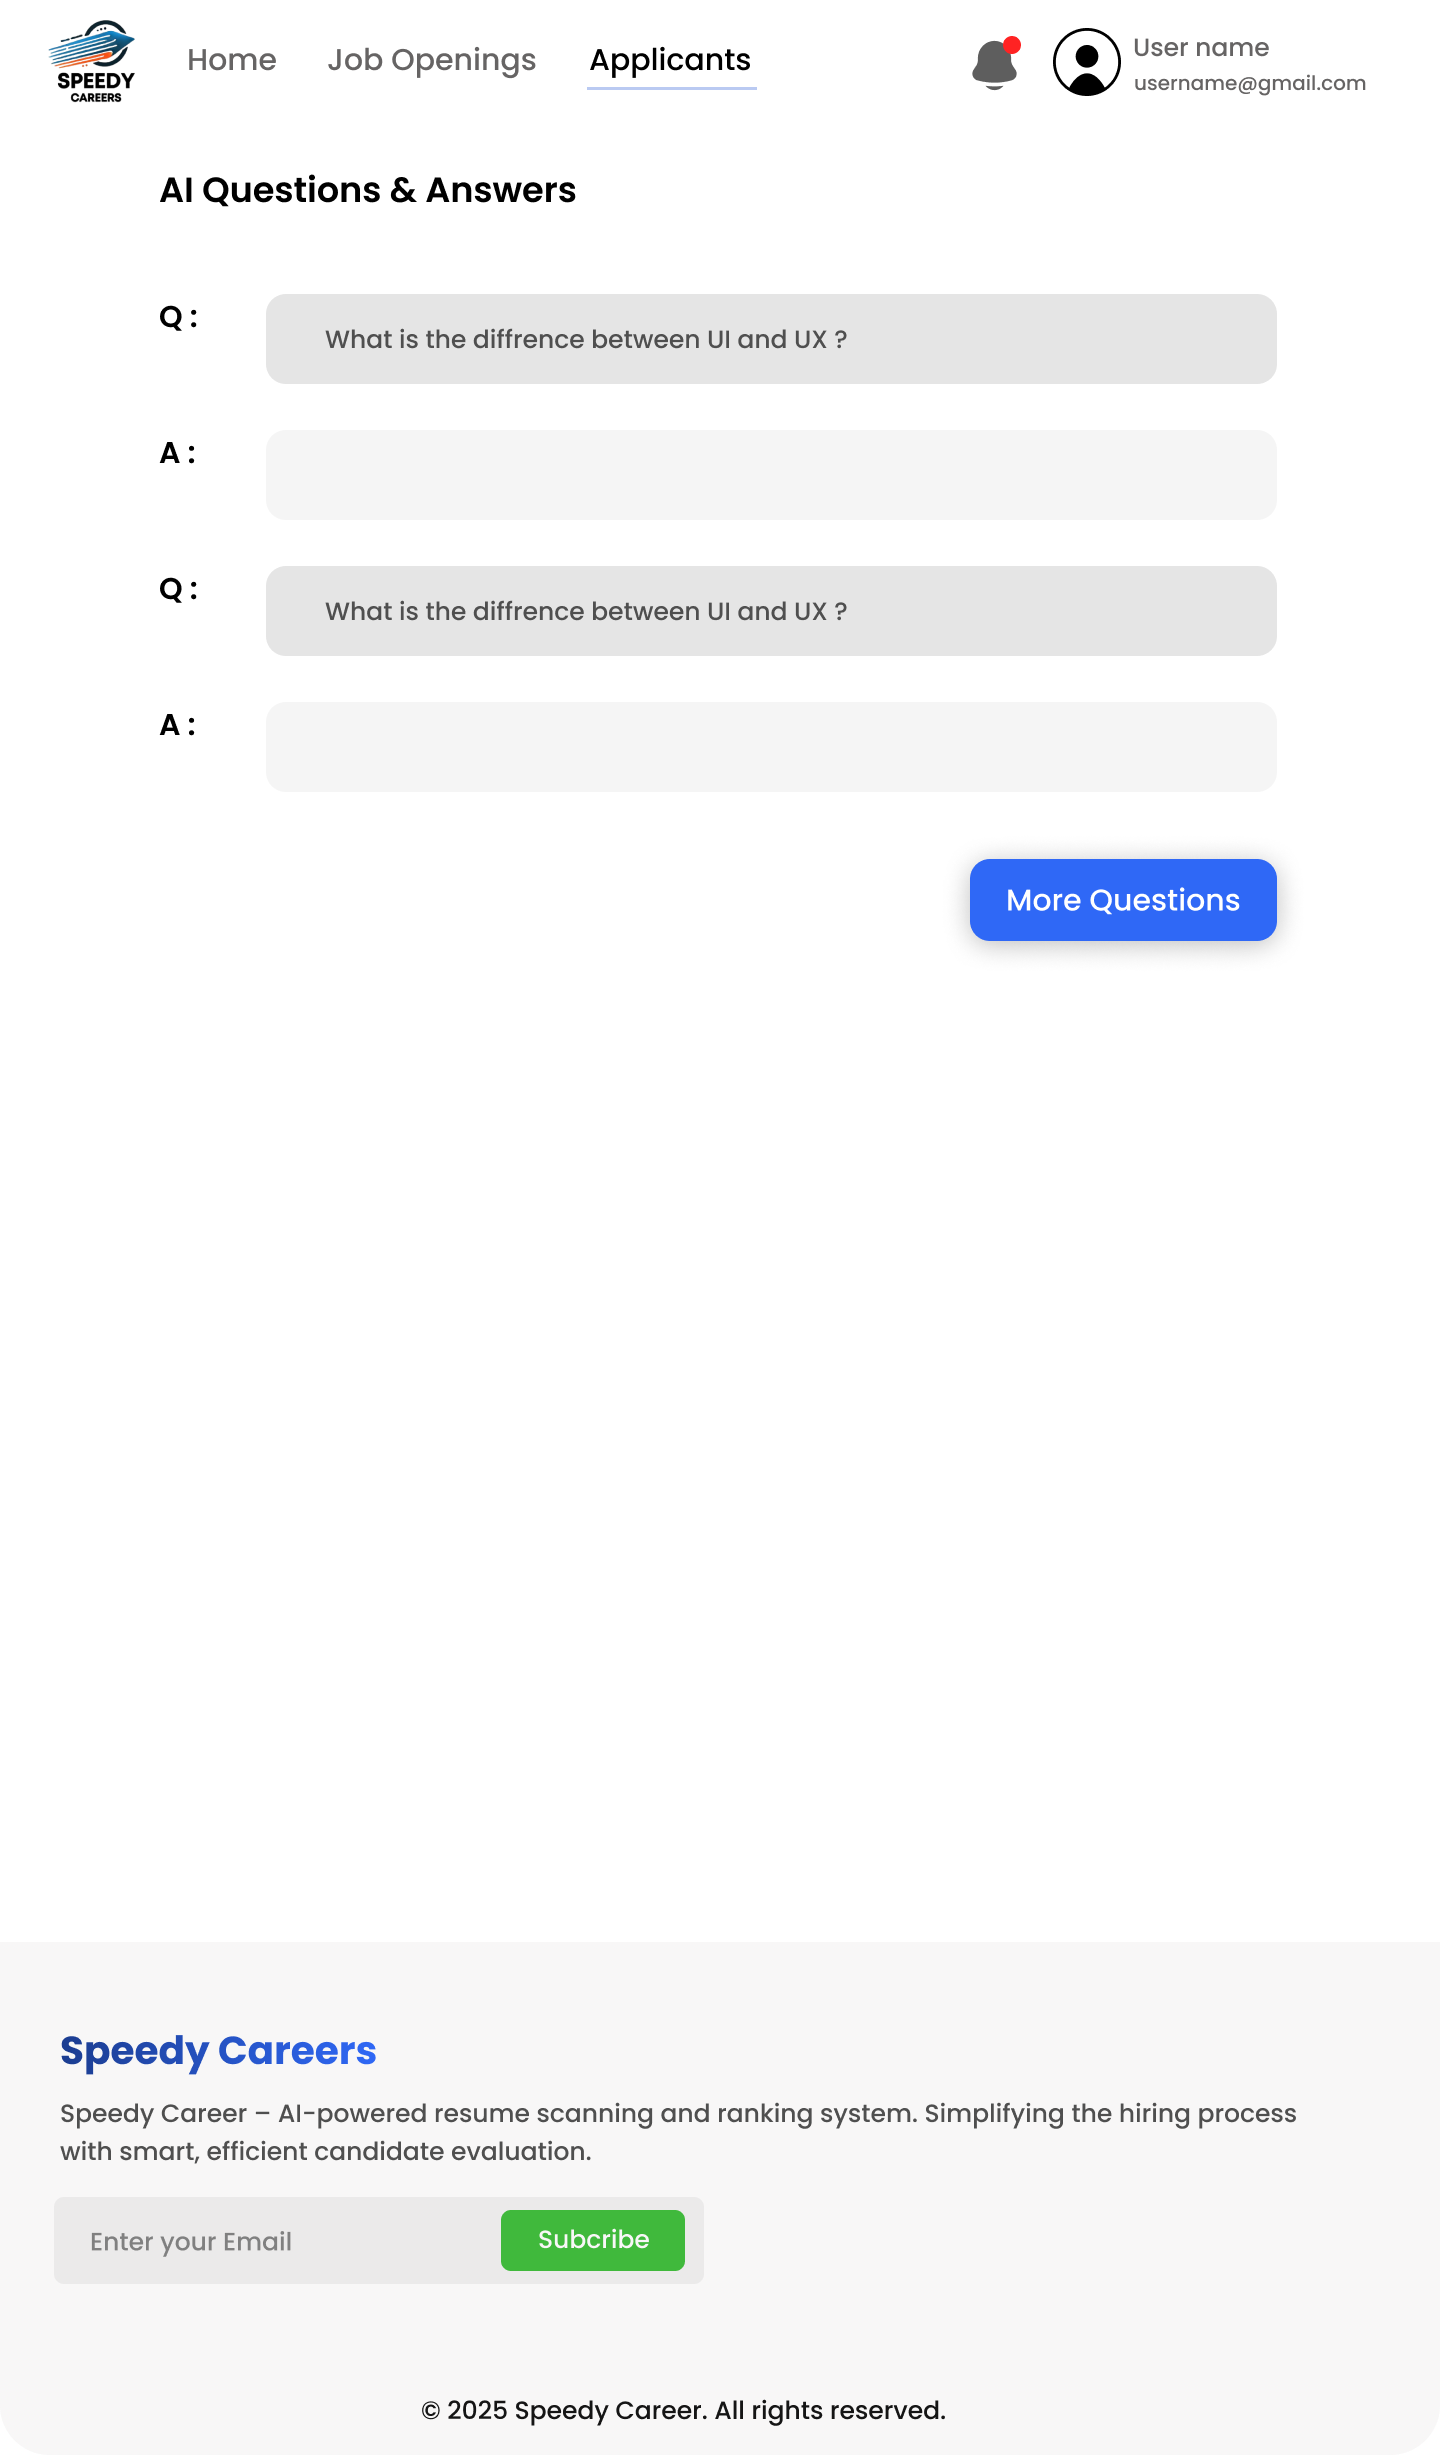 SPEEDY
CAREERS
Home
Job Openings
Applicants
User name
username@gmail.com
AI Questions & Answers
Q :
What is the diffrence between UI and UX ?
A :
Q :
What is the diffrence between UI and UX ?
A :
More Questions
Speedy Careers
Speedy Career – AI-powered resume scanning and ranking system. Simplifying the hiring process
with smart, efficient candidate evaluation.
Enter your Email
Subcribe
© 2025 Speedy Career. All rights reserved.